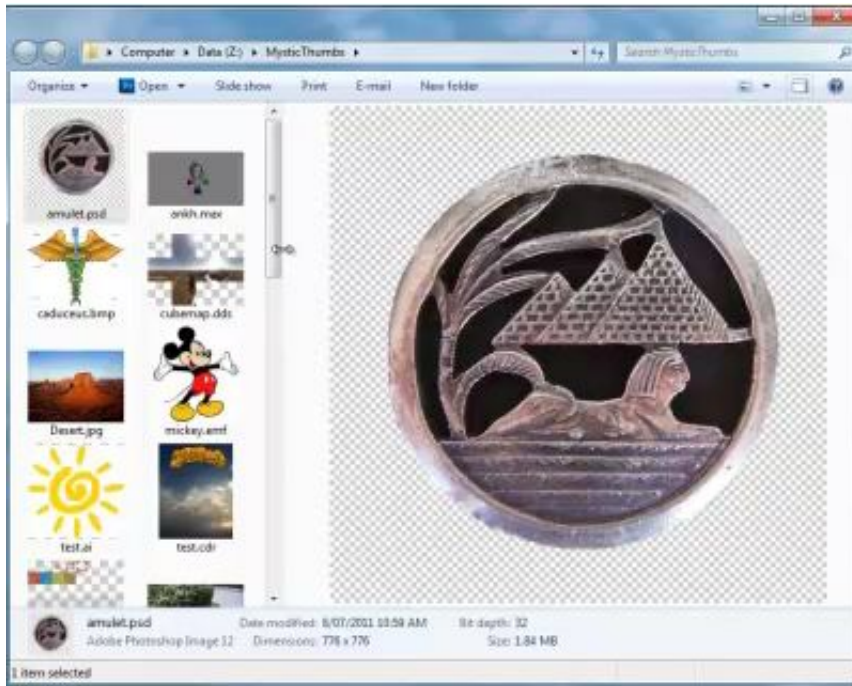 Computer ▸ Data (Z:) ▸ MysticThumbs ▸
Search MysticThumbs
Organize ▾ Ps Open ▾ Slide show Print E-mail New folder
amulet.psd ankh.max
caduceus.bmp cubemap.dds
Desert.jpg mickey.emf
test.ai test.cdr
amulet.psd Date modified: 8/07/2011 10:59 AM Bit depth: 32
Adobe Photoshop Image 12 Dimensions: 776 x 776 Size: 1.84 MB
1 item selected